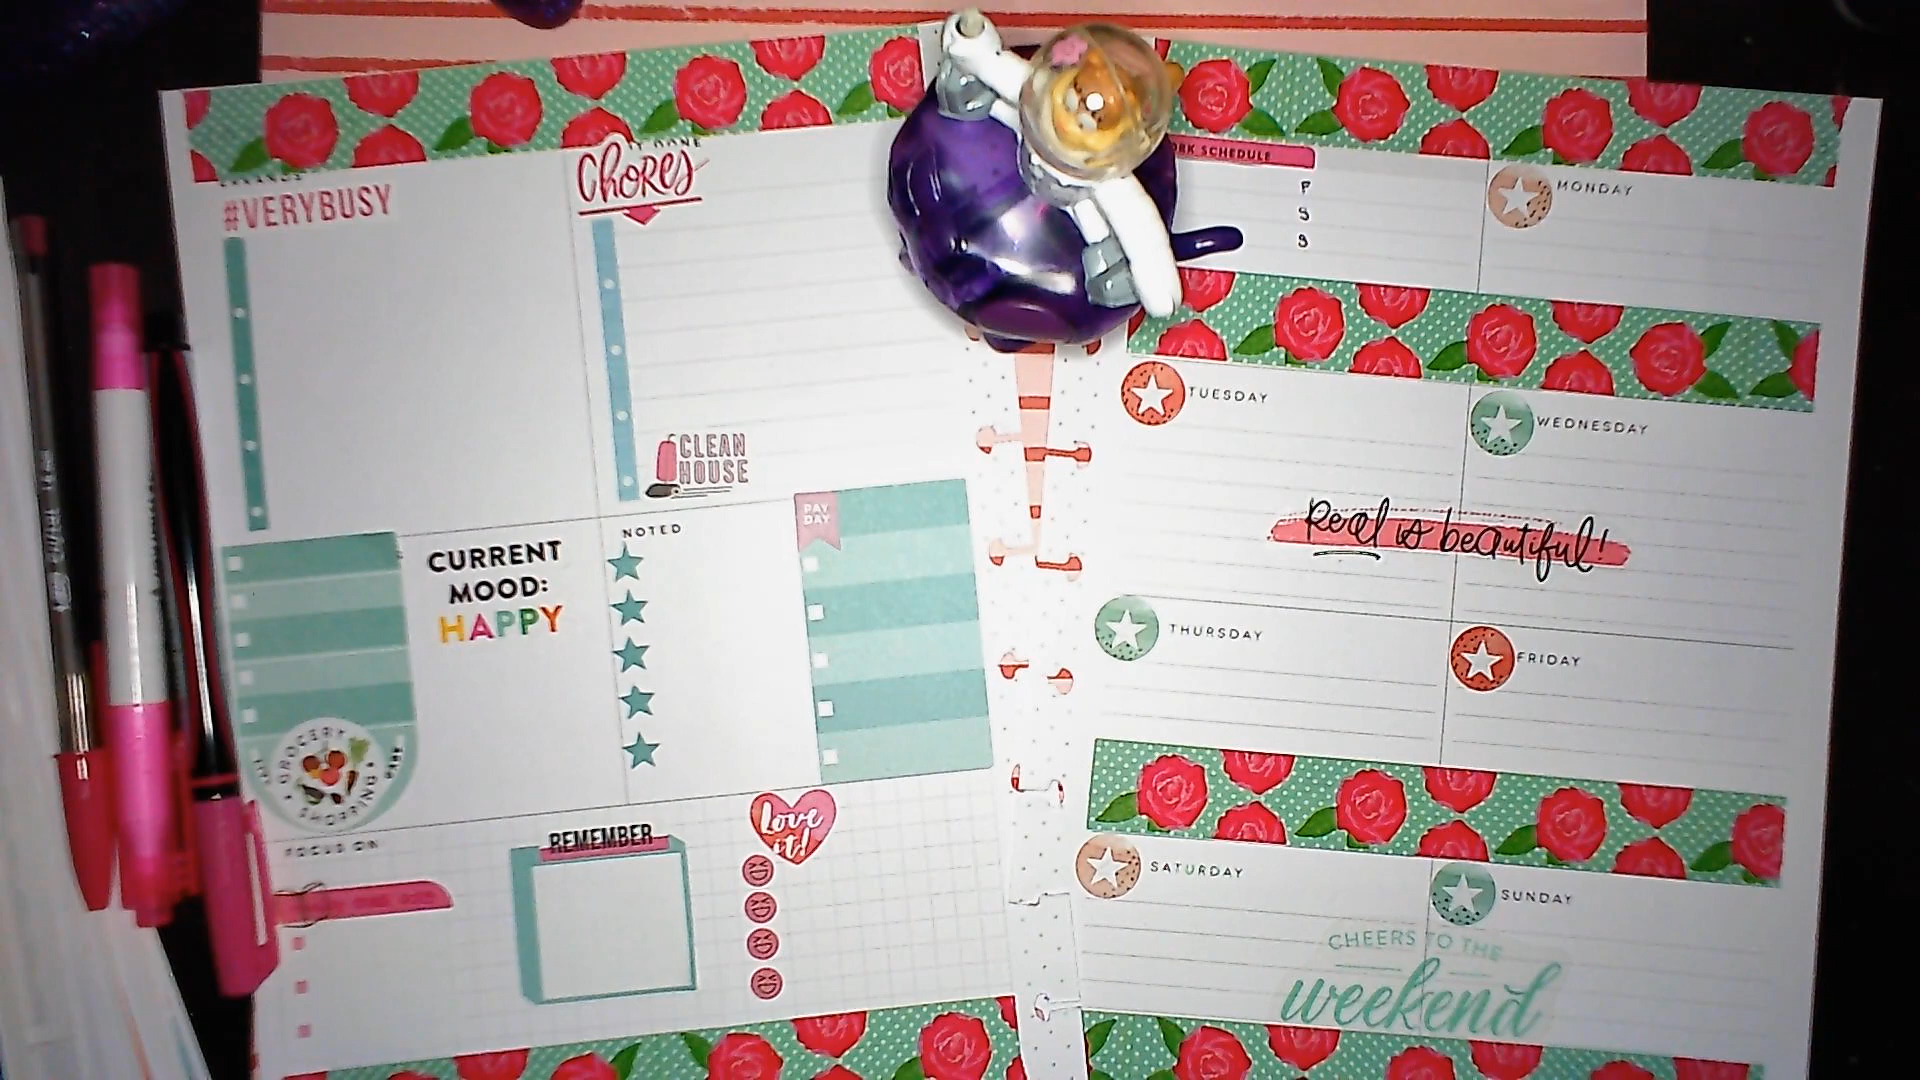 #VERYBUSY
CHORES
CLEAN
HOUSE
CURRENT
MOOD:
HAPPY
NOTED
PAY
DAY
GROCERY
SHOPPING
FOCUS ON
REMEMBER
Love
it!
SCHEDULE
F
S
S
MONDAY
TUESDAY
WEDNESDAY
Real is beautiful!
THURSDAY
FRIDAY
SATURDAY
SUNDAY
CHEERS TO THE
weekend